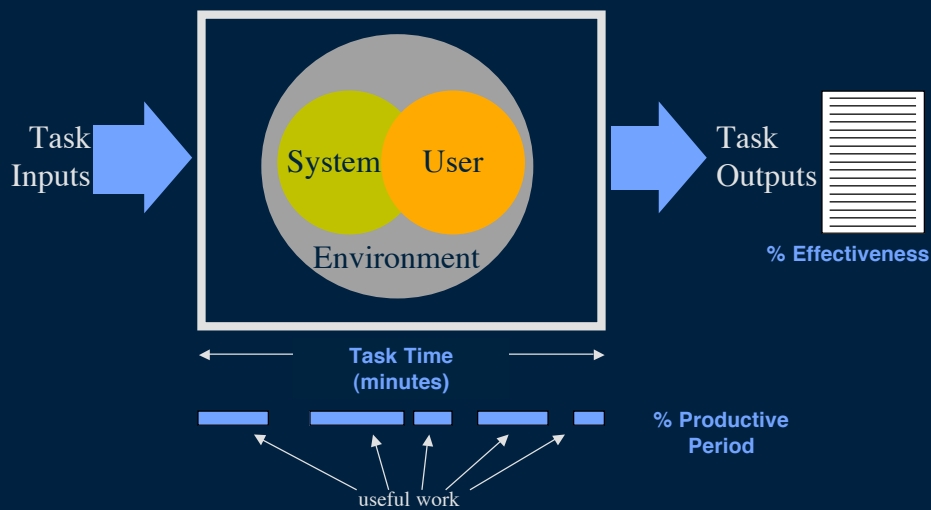 Task
Inputs
System
User
Environment
Task
Outputs
% Effectiveness
Task Time
(minutes)
% Productive
Period
useful work